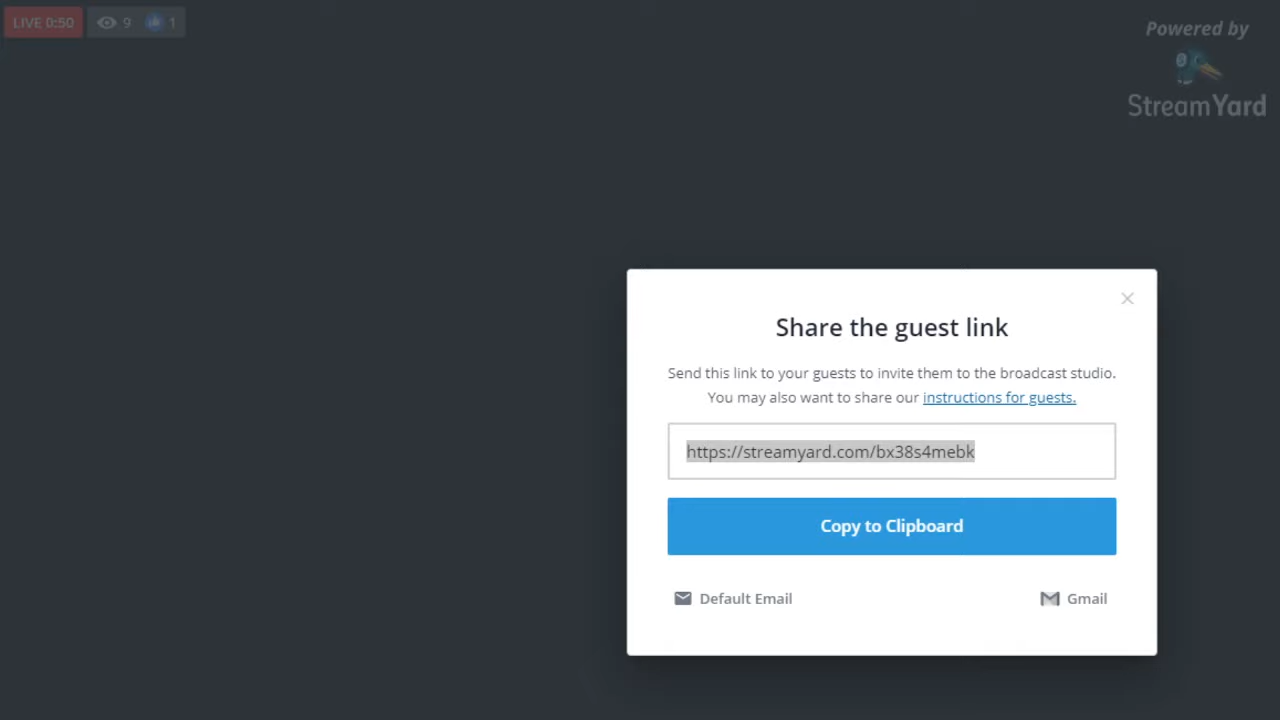 LIVE 0:50 9 1
Powered by
StreamYard
Share the guest link
Send this link to your guests to invite them to the broadcast studio.
You may also want to share our instructions for guests.
https://streamyard.com/bx38s4mebk
Copy to Clipboard
Default Email Gmail